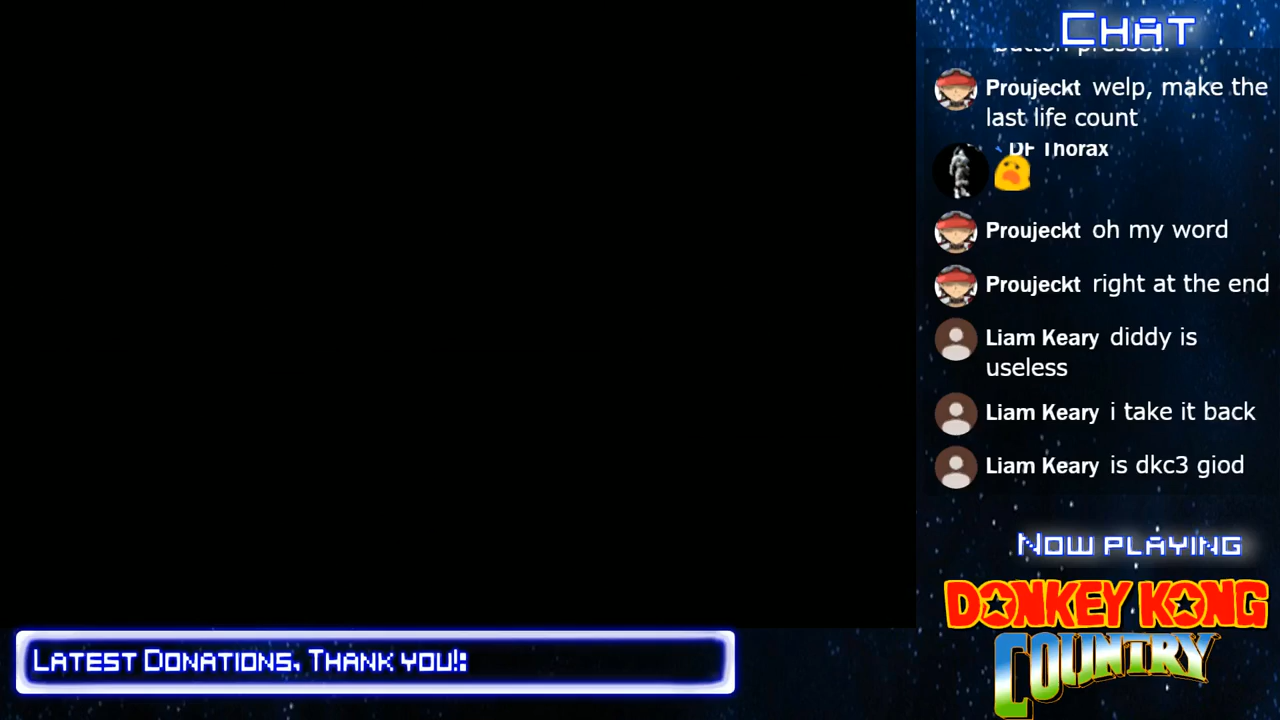 CHAT
button presses.
Proujeckt welp, make the
last life count
DF Thorax
Proujeckt oh my word
Proujeckt right at the end
Liam Keary diddy is
useless
Liam Keary i take it back
Liam Keary is dkc3 giod
NOW PLAYING
DONKEY KONG
COUNTRY
LATEST DONATIONS, THANK YOU!: